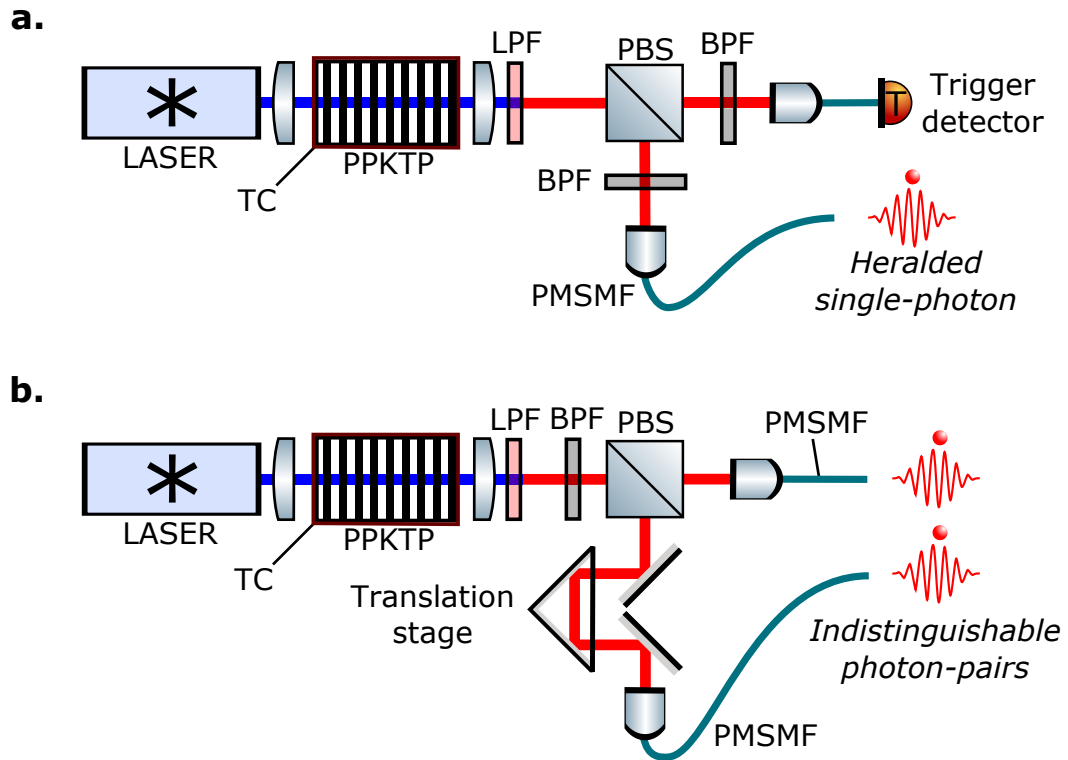 a.
LPF
PBS
BPF
LASER
TC
PPKTP
T
Trigger
detector
BPF
PMSMF
Heralded
single-photon
b.
LPF
BPF
PBS
PMSMF
LASER
TC
PPKTP
Translation
stage
Indistinguishable
photon-pairs
PMSMF